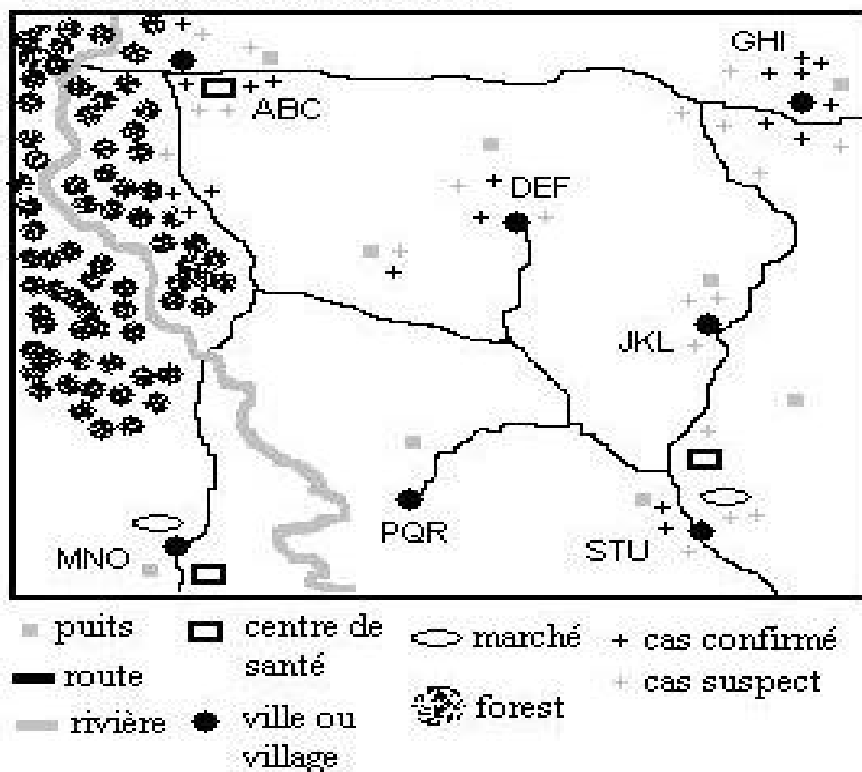 GHI
ABC
DEF
JKL
PQR
STU
MNO
puits
centre de
santé
marché
cas confirmé
route
cas suspect
rivière
ville ou
village
forest